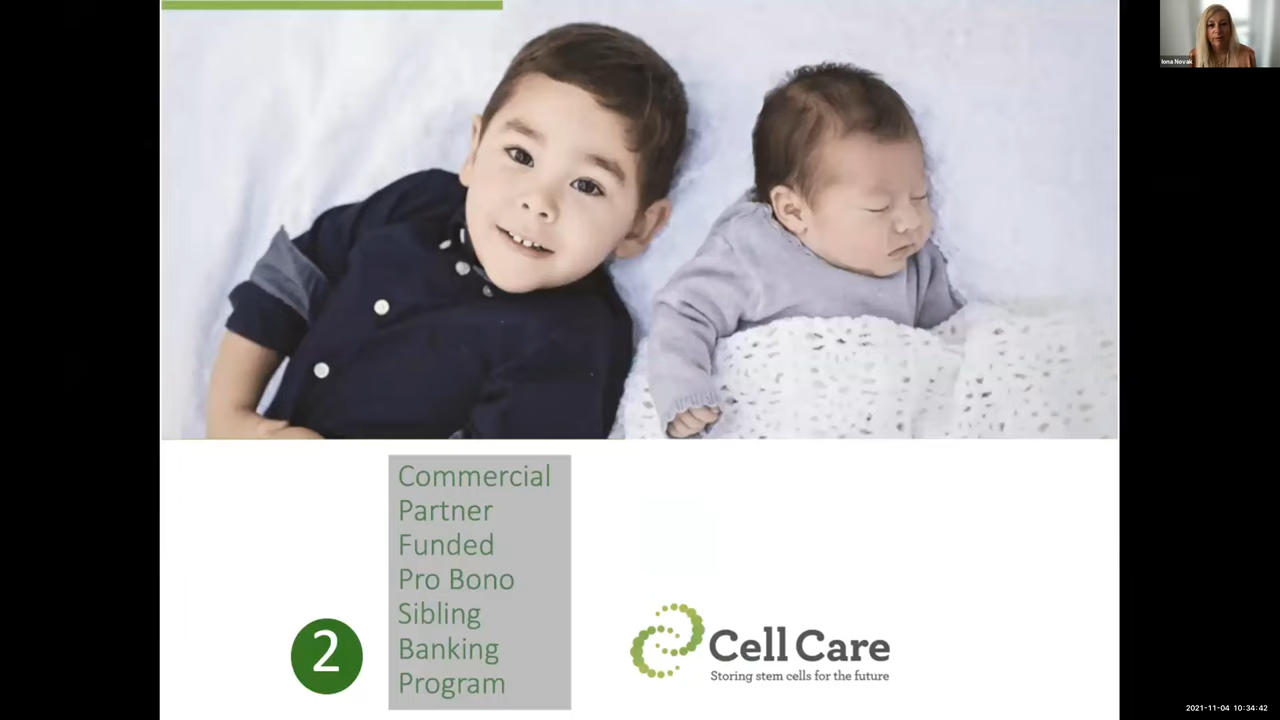 Iona Novak
Commercial
Partner
Funded
Pro Bono
Sibling
Banking
Program
2
Cell Care
Storing stem cells for the future
2021-11-04 10:34:42